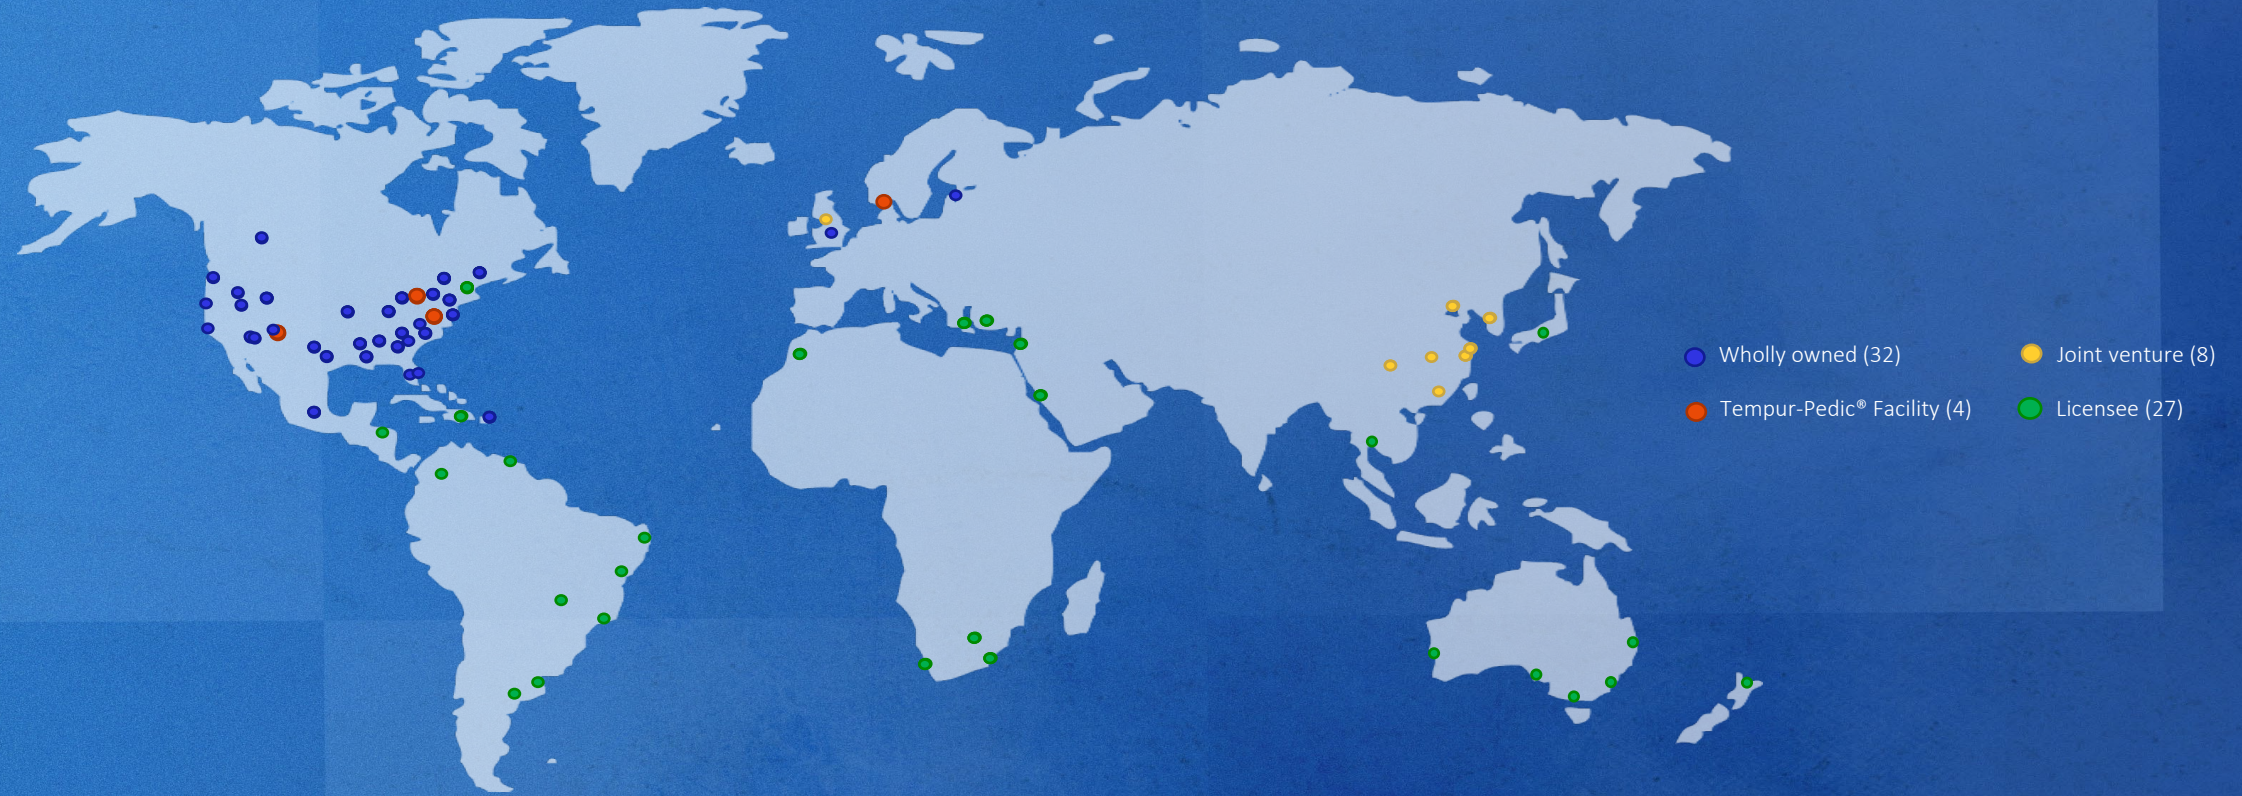 Wholly owned (32)
Joint venture (8)
Tempur-Pedic® Facility (4)
Licensee (27)